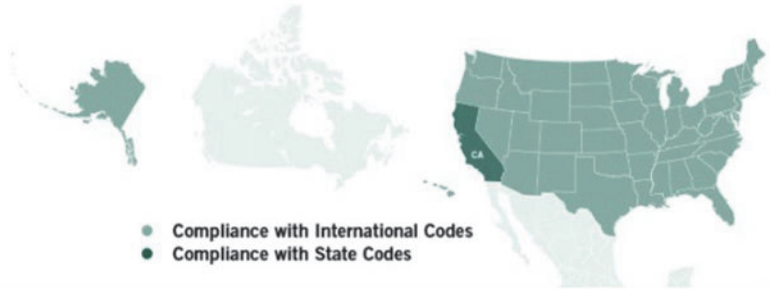 CA
Compliance with International Codes
Compliance with State Codes